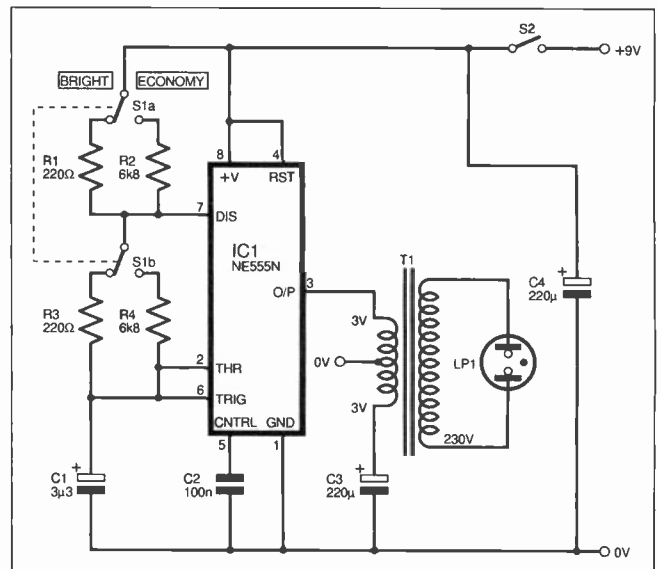 S2
+9V
BRIGHT
ECONOMY
S1a
R1
220Ω
R2
6k8
8
4
+V
RST
7
DIS
IC1
NE555N
S1b
R3
220Ω
R4
6k8
O/P
3
T1
3V
0V
3V
LP1
230V
C4
220µ
+
2
THR
6
TRIG
CNTRL
GND
5
1
+
C1
3µ3
C2
100n
+
C3
220µ
0V